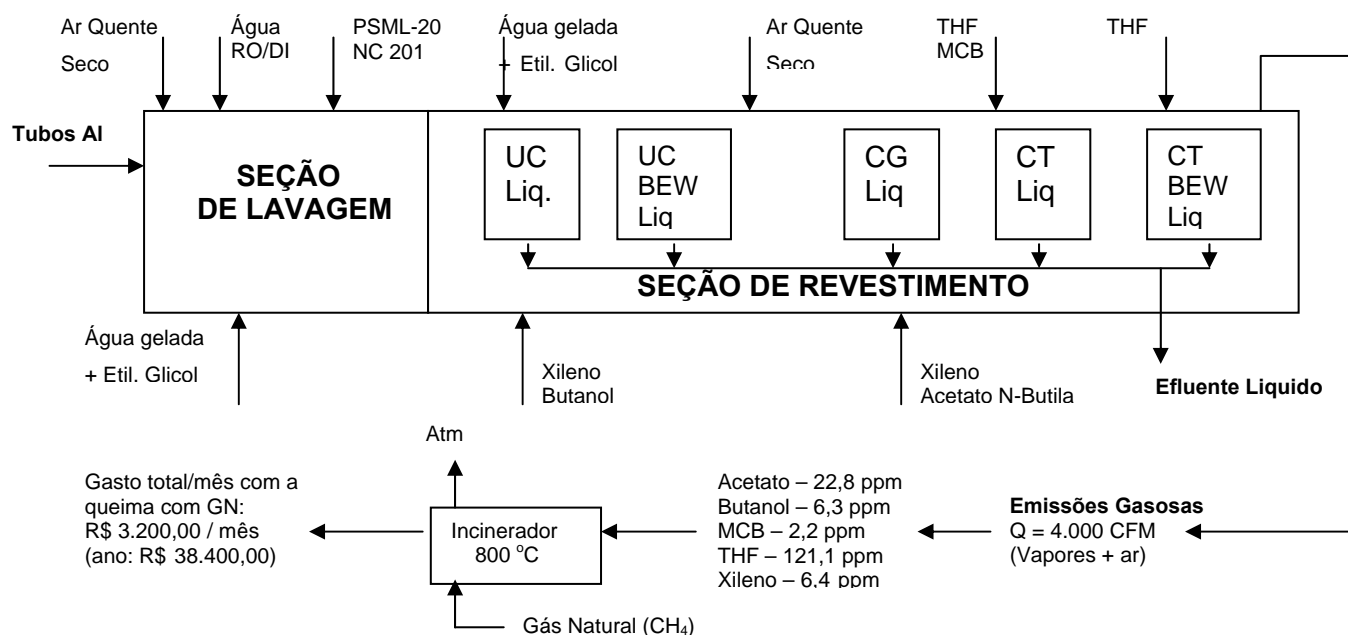 Ar Quente
Seco
Água
RO/DI
PSML-20
NC 201
Água gelada
+ Etil. Glicol
Ar Quente
Seco
THF
MCB
THF
Tubos Al
SEÇÃO
DE LAVAGEM
UC
Liq.
UC
BEW
Liq
CG
Liq
CT
Liq
CT
BEW
Liq
SEÇÃO DE REVESTIMENTO
Água gelada
+ Etil. Glicol
Xileno
Butanol
Xileno
Acetato N-Butila
Efluente Liquido
Atm
Gasto total/mês com a
queima com GN:
R$ 3.200,00 / mês
(ano: R$ 38.400,00)
Incinerador
800 °C
Acetato – 22,8 ppm
Butanol – 6,3 ppm
MCB – 2,2 ppm
THF – 121,1 ppm
Xileno – 6,4 ppm
Emissões Gasosas
Q = 4.000 CFM
(Vapores + ar)
Gás Natural (CH₄)